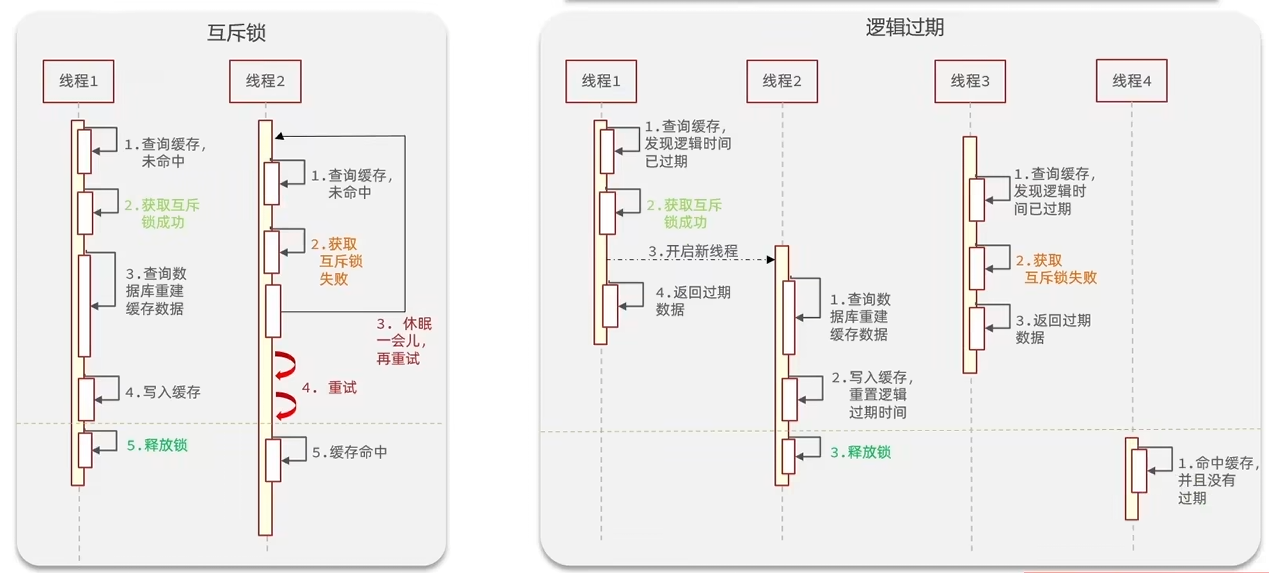 互斥锁
线程1
线程2
1.查询缓存，
未命中
2.获取互斥
锁成功
3.查询数
据库重建
缓存数据
4.写入缓存
5.释放锁
1.查询缓存，
未命中
2.获取
互斥锁
失败
3. 休眠
一会儿，
再重试
4. 重试
5.缓存命中
逻辑过期
线程1
线程2
线程3
线程4
1.查询缓存，
发现逻辑时间
已过期
2.获取互斥
锁成功
3.开启新线程
4.返回过期
数据
1.查询数
据库重建
缓存数据
2.写入缓存，
重置逻辑
过期时间
3.释放锁
1.查询缓存，
发现逻辑时
间已过期
2.获取
互斥锁失败
3.返回过期
数据
1.命中缓存，
并且没有
过期